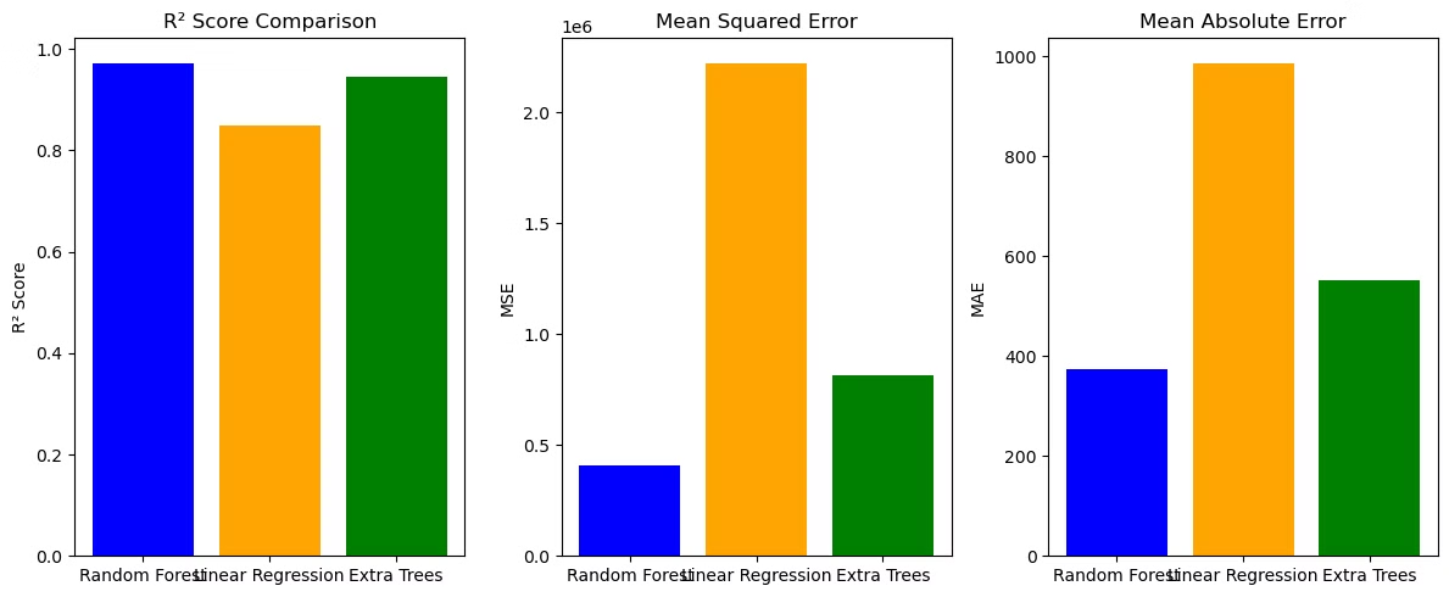 R² Score Comparison
R² Score
1.0
0.8
0.6
0.4
0.2
0.0
Random Forest Linear Regression Extra Trees
Mean Squared Error
1e6
MSE
2.0
1.5
1.0
0.5
0.0
Random Forest Linear Regression Extra Trees
Mean Absolute Error
MAE
1000
800
600
400
200
0
Random Forest Linear Regression Extra Trees